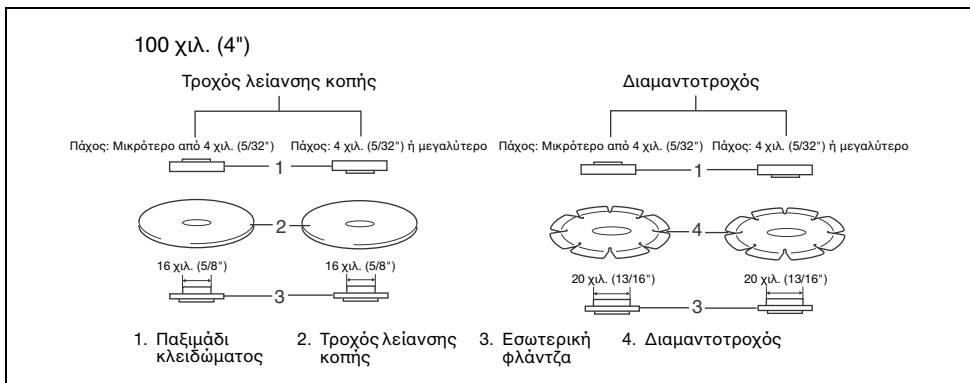 100 χιλ. (4")
Τροχός λείανσης κοπής
Διαμαντοτροχός
Πάχος: Μικρότερο από 4 χιλ. (5/32") Πάχος: 4 χιλ. (5/32") ή μεγαλύτερο Πάχος: Μικρότερο από 4 χιλ. (5/32") Πάχος: 4 χιλ. (5/32") ή μεγαλύτερο
1 1
2 4
16 χιλ. (5/8") 16 χιλ. (5/8") 20 χιλ. (13/16") 20 χιλ. (13/16")
3 3
1. Παξιμάδι κλειδώματος
2. Τροχός λείανσης κοπής
3. Εσωτερική φλάντζα
4. Διαμαντοτροχός